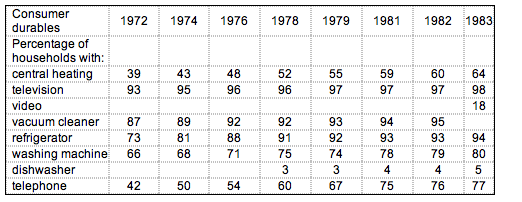 Consumer durables 1972 1974 1976 1978 1979 1981 1982 1983
Percentage of households with:
central heating 39 43 48 52 55 59 60 64
television 93 95 96 96 97 97 97 98
video 18
vacuum cleaner 87 89 92 92 93 94 95
refrigerator 73 81 88 91 92 93 93 94
washing machine 66 68 71 75 74 78 79 80
dishwasher 3 3 4 4 5
telephone 42 50 54 60 67 75 76 77